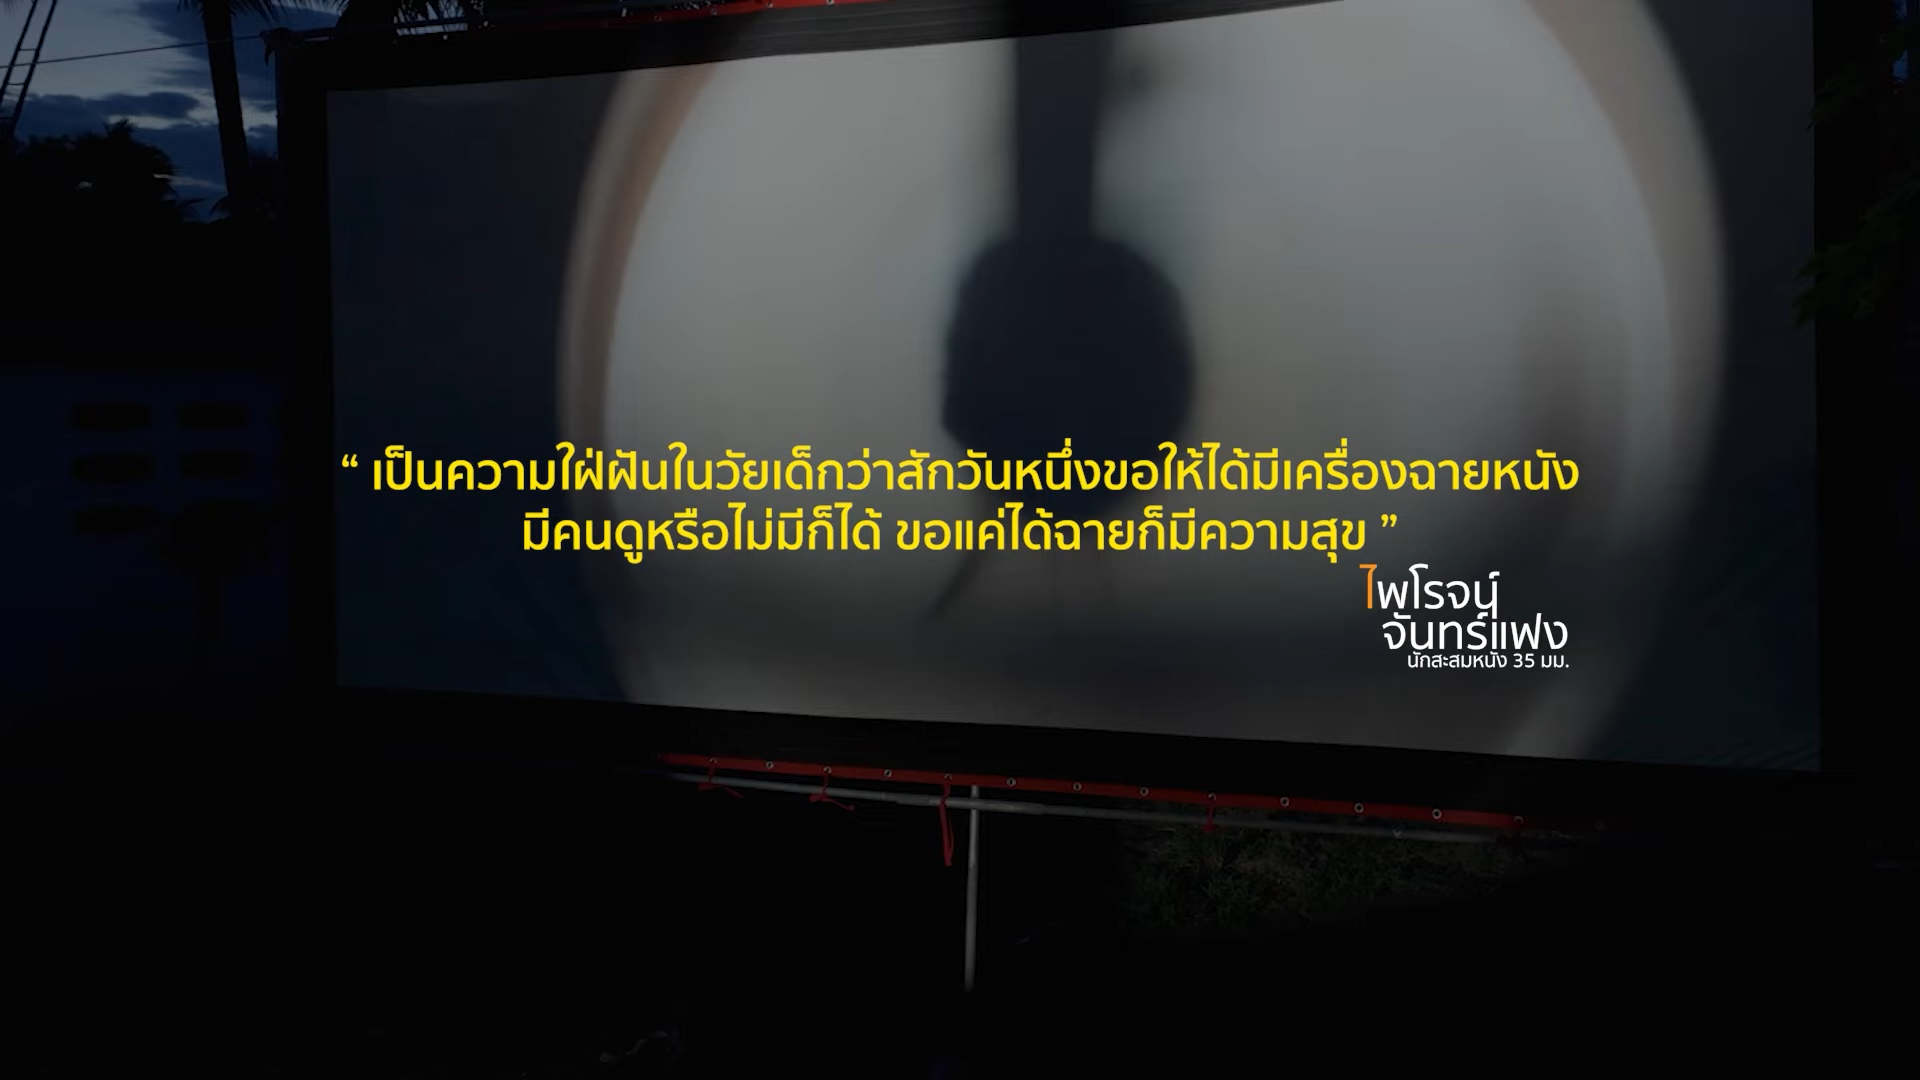 “ เป็นความใฝ่ฝันในวัยเด็กว่าสักวันหนึ่งขอให้ได้มีเครื่องฉายหนัง
มีคนดูหรือไม่มีก็ได้ ขอแค่ได้ฉายก็มีความสุข ”
ไพโรจน์
จันทร์แฟง
นักสะสมหนัง 35 มม.